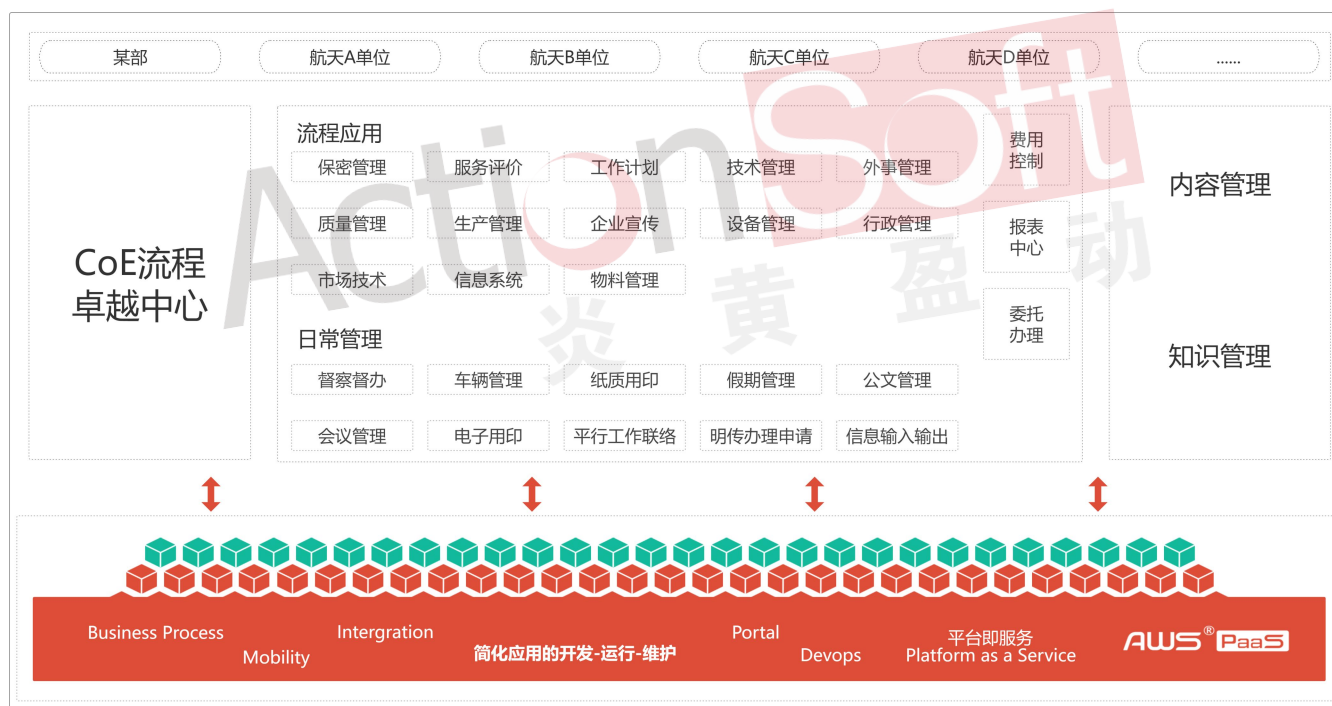 某部
航天A单位
航天B单位
航天C单位
航天D单位
......
CoE流程
卓越中心
流程应用
保密管理
服务评价
工作计划
技术管理
外事管理
质量管理
生产管理
企业宣传
设备管理
行政管理
市场技术
信息系统
物料管理
日常管理
督察督办
车辆管理
纸质用印
假期管理
公文管理
会议管理
电子用印
平行工作联络
明传办理申请
信息输入输出
费用
控制
报表
中心
委托
办理
内容管理
知识管理
ActionSoft
炎黄盈动
Business Process
Mobility
Intergration
简化应用的开发-运行-维护
Portal
Devops
平台即服务
Platform as a Service
AWS® PaaS